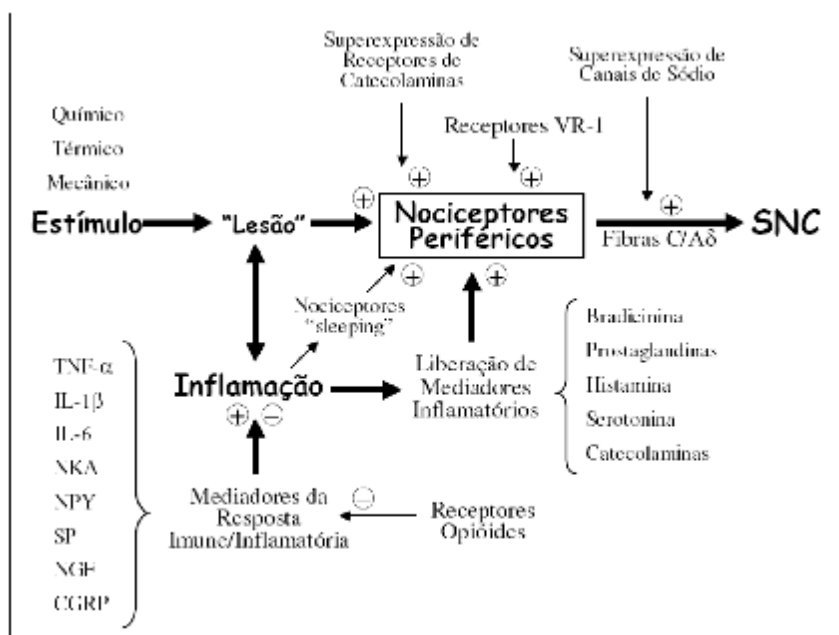 Superexpressão de
Receptores de
Catecolaminas
Superexpressão de
Canais de Sódio
Químico
Térmico
Mecânico
Receptores VR-1
Estímulo
"Lesão"
Nociceptores
Periféricos
Fibras C/Aδ
SNC
+
+
+
+
+
+
Nociceptores
"sleeping"
Inflamação
+ −
Liberação de
Mediadores
Inflamatórios
Bradicinina
Prostaglandinas
Histamina
Serotonina
Catecolaminas
TNF-α
IL-1β
IL-6
NKA
NPY
SP
NGF
CGRP
Mediadores da
Resposta
Imune/Inflamatória
−
Receptores
Opióides